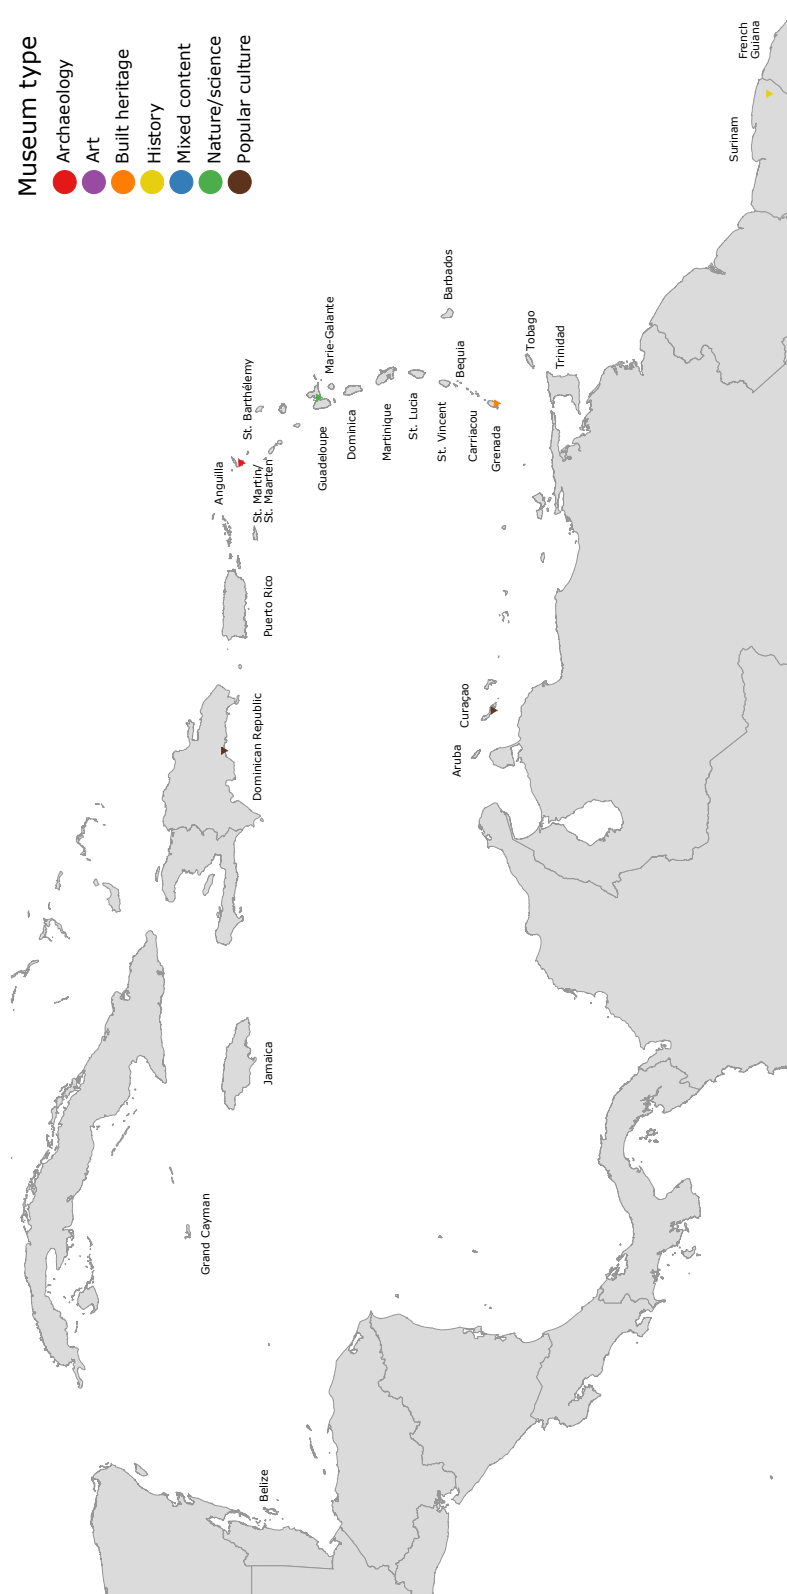 Museum type
Archaeology
Art
Built heritage
History
Mixed content
Nature/science
Popular culture
Grand Cayman
Jamaica
Dominican Republic
Puerto Rico
Anguilla
St. Martin/
St. Maarten
St. Barthélemy
Guadeloupe
Marie-Galante
Dominica
Martinique
St. Lucia
St. Vincent
Barbados
Bequia
Carriacou
Grenada
Tobago
Trinidad
Aruba
Curaçao
Belize
Surinam
French
Guiana